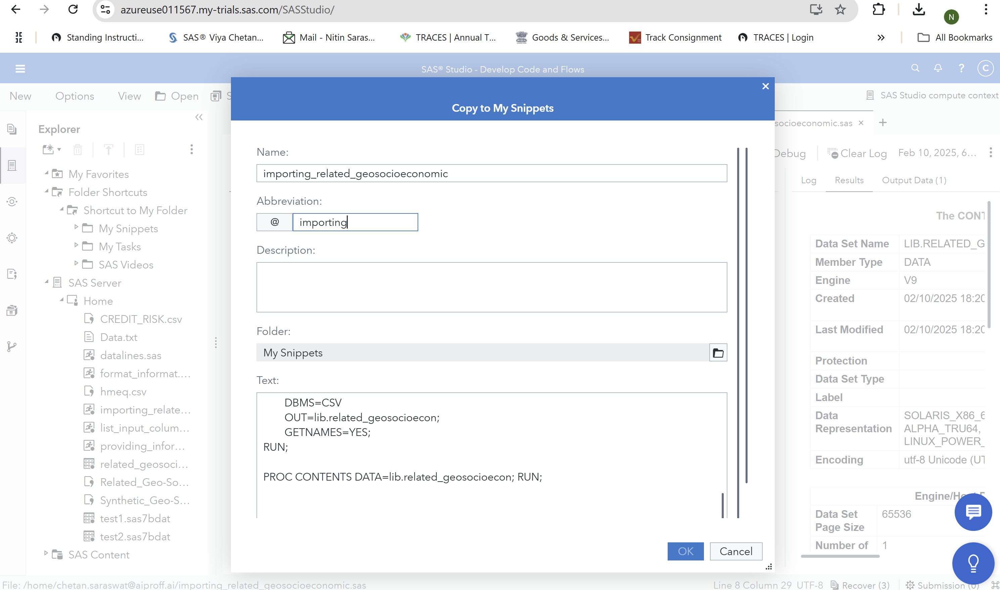 azureuse011567.my-trials.sas.com/SASStudio/
N
Standing Instructi...
SAS® Viya Chetan...
Mail - Nitin Saras...
TRACES | Annual T...
Goods & Services...
Track Consignment
TRACES | Login
All Bookmarks
SAS® Studio - Develop Code and Flows
? C
New Options View Open S
SAS Studio compute context
Copy to My Snippets
socioeconomic.sas
Explorer
Debug Clear Log Feb 10, 2025, 6...
Log Results Output Data (1)
My Favorites
Folder Shortcuts
Shortcut to My Folder
My Snippets
My Tasks
SAS Videos
SAS Server
Home
CREDIT_RISK.csv
Data.txt
datalines.sas
format_informat....
hmeq.csv
importing_relate...
list_input_colum...
providing_infor...
related_geosoci...
Related_Geo-So...
Synthetic_Geo-S...
test1.sas7bdat
test2.sas7bdat
SAS Content
Name:
importing_related_geosocioeconomic
Abbreviation:
@ importing
Description:
Folder:
My Snippets
Text:
DBMS=CSV
OUT=lib.related_geosocioecon;
GETNAMES=YES;
RUN;
PROC CONTENTS DATA=lib.related_geosocioecon; RUN;
OK Cancel
The CONT
Data Set Name LIB.RELATED_G
Member Type DATA
Engine V9
Created 02/10/2025 18:20
Last Modified 02/10/2025 18:20
Protection
Data Set Type
Label
Data Representation SOLARIS_X86_6
ALPHA_TRU64,
LINUX_POWER_
Encoding utf-8 Unicode (UT
Engine/Host
Data Set Page Size 65536
Number of 1
File: /home/chetan.saraswat@aiproff.ai/importing_related_geosocioeconomic.sas
Line 8 Column 29 UTF-8 Recover (3) Submission (0)